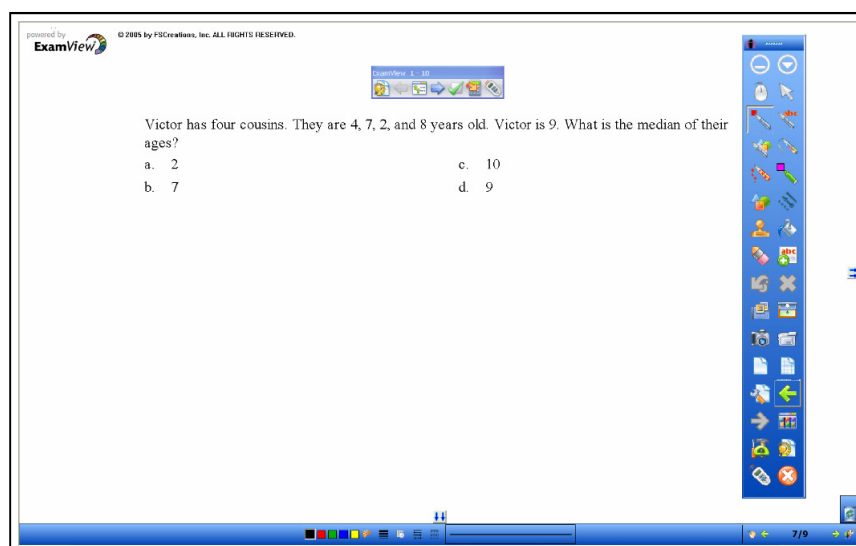 powered by
ExamView
© 2005 by FSCreations, Inc. ALL RIGHTS RESERVED.
ExamView 1 - 10
Victor has four cousins. They are 4, 7, 2, and 8 years old. Victor is 9. What is the median of their
ages?
a. 2
c. 10
b. 7
d. 9
abc
abc
7/9